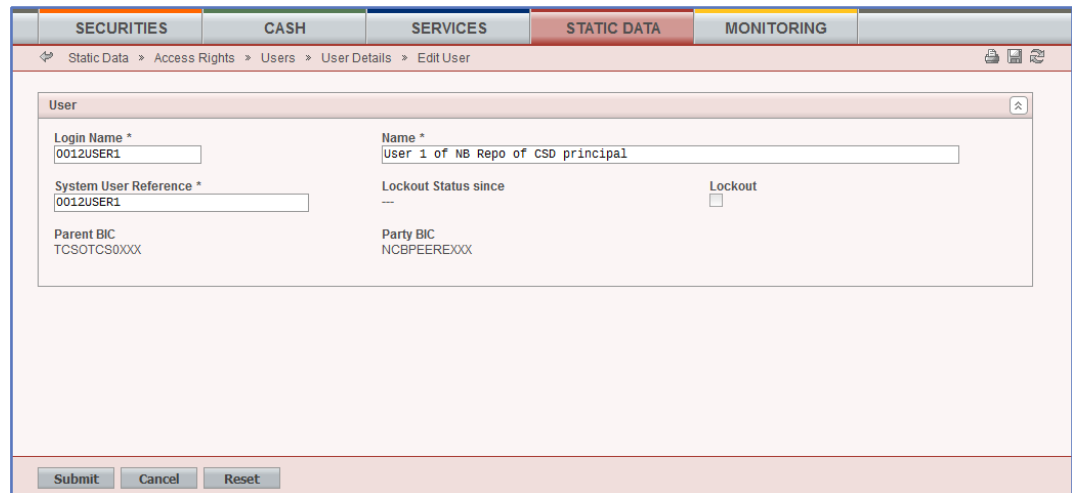 SECURITIES CASH SERVICES STATIC DATA MONITORING
Static Data » Access Rights » Users » User Details » Edit User
User
Login Name * Name *
0012USER1 User 1 of NB Repo of CSD principal
System User Reference * Lockout Status since Lockout
0012USER1 ---
Parent BIC Party BIC
TCSOTCS0XXX NCBPEEREXXX
Submit Cancel Reset